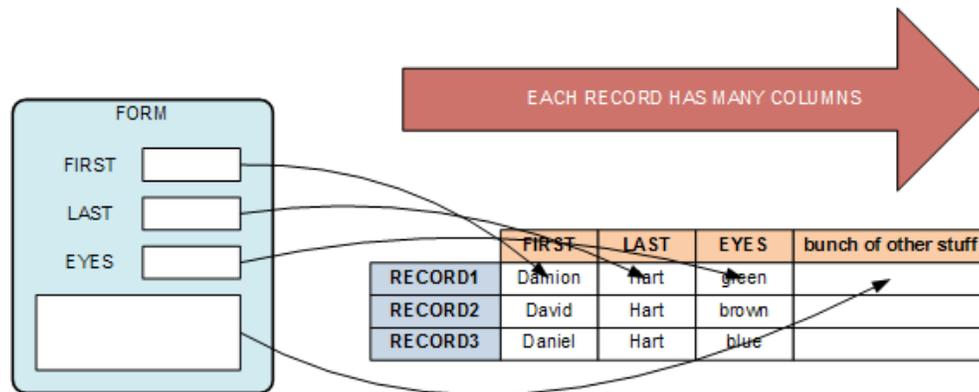 EACH RECORD HAS MANY COLUMNS
FORM
FIRST
LAST
EYES
FIRST LAST EYES bunch of other stuff
RECORD1 Damion Hart green
RECORD2 David Hart brown
RECORD3 Daniel Hart blue